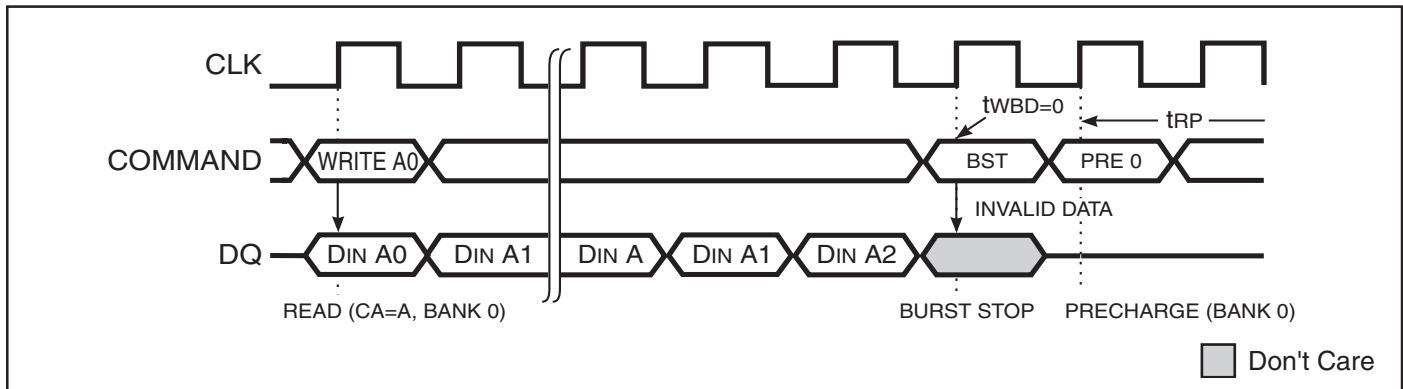 CLK
tWBD=0
tRP
COMMAND WRITE A0 BST PRE 0
INVALID DATA
DQ DIN A0 DIN A1 DIN A DIN A1 DIN A2
READ (CA=A, BANK 0) BURST STOP PRECHARGE (BANK 0)
Don't Care